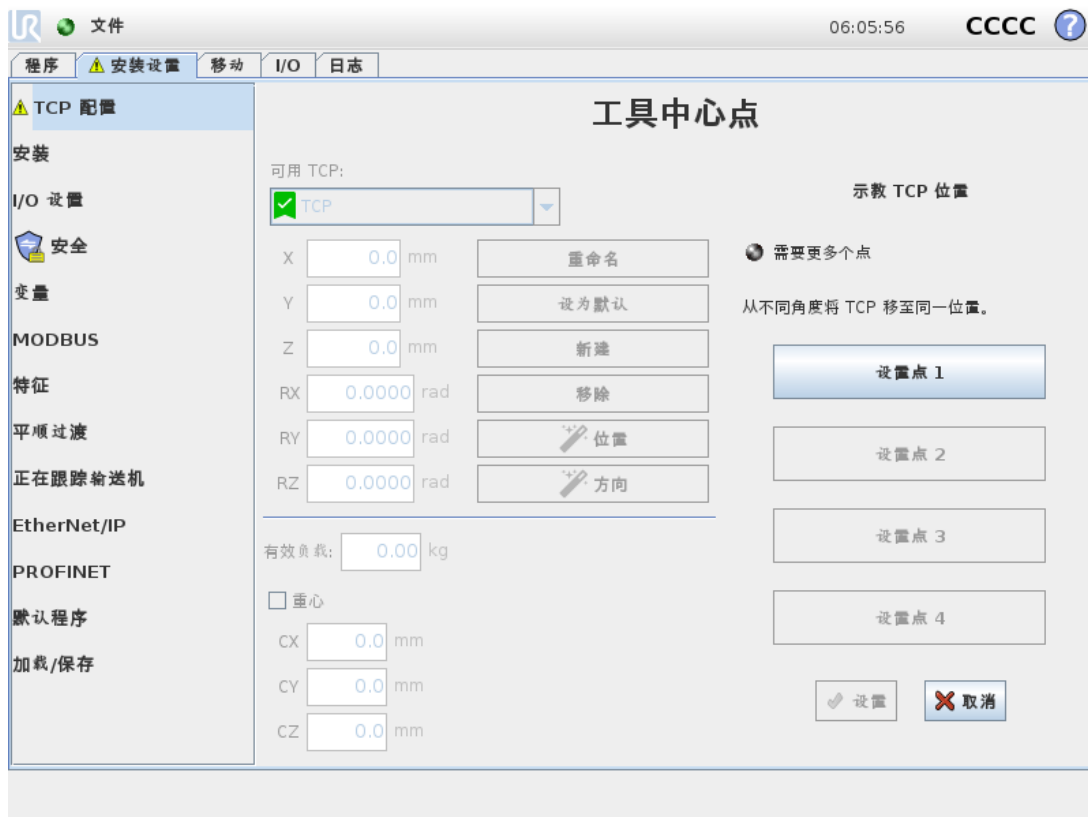 UR
文件
06:05:56
CCCC
?
程序
安装设置
移动
I/O
日志
TCP 配置
安装
I/O 设置
安全
变量
MODBUS
特征
平顺过渡
正在跟踪输送机
EtherNet/IP
PROFINET
默认程序
加载/保存
工具中心点
可用 TCP:
TCP
X 0.0 mm
Y 0.0 mm
Z 0.0 mm
RX 0.0000 rad
RY 0.0000 rad
RZ 0.0000 rad
重命名
设为默认
新建
移除
位置
方向
有效负载: 0.00 kg
重心
CX 0.0 mm
CY 0.0 mm
CZ 0.0 mm
示教 TCP 位置
需要更多个点
从不同角度将 TCP 移至同一位置。
设置点 1
设置点 2
设置点 3
设置点 4
设置
取消